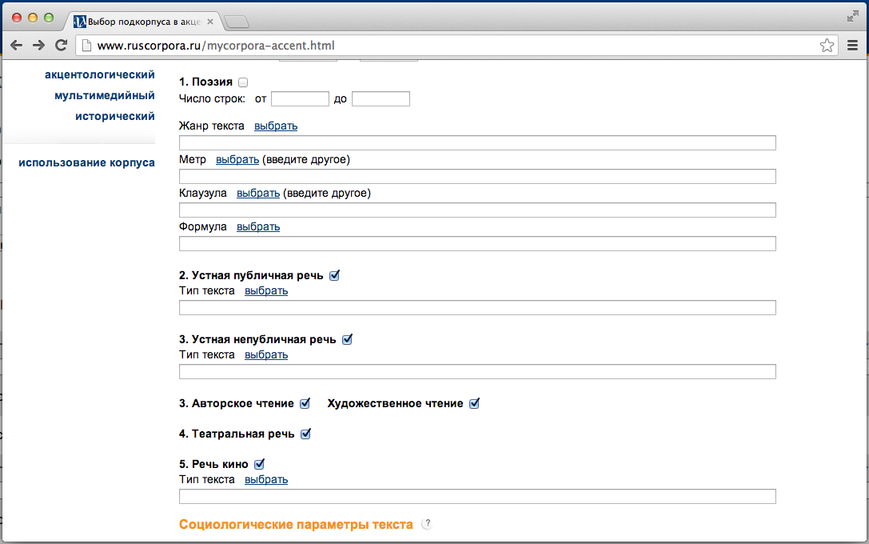 Выбор подкорпуса в акце
www.ruscorpora.ru/mycorpora-accent.html
акцентологический
мультимедийный
исторический
использование корпуса
1. Поэзия
Число строк: от до
Жанр текста выбрать
Метр выбрать (введите другое)
Клаузула выбрать (введите другое)
Формула выбрать
2. Устная публичная речь
Тип текста выбрать
3. Устная непубличная речь
Тип текста выбрать
3. Авторское чтение Художественное чтение
4. Театральная речь
5. Речь кино
Тип текста выбрать
Социологические параметры текста ?